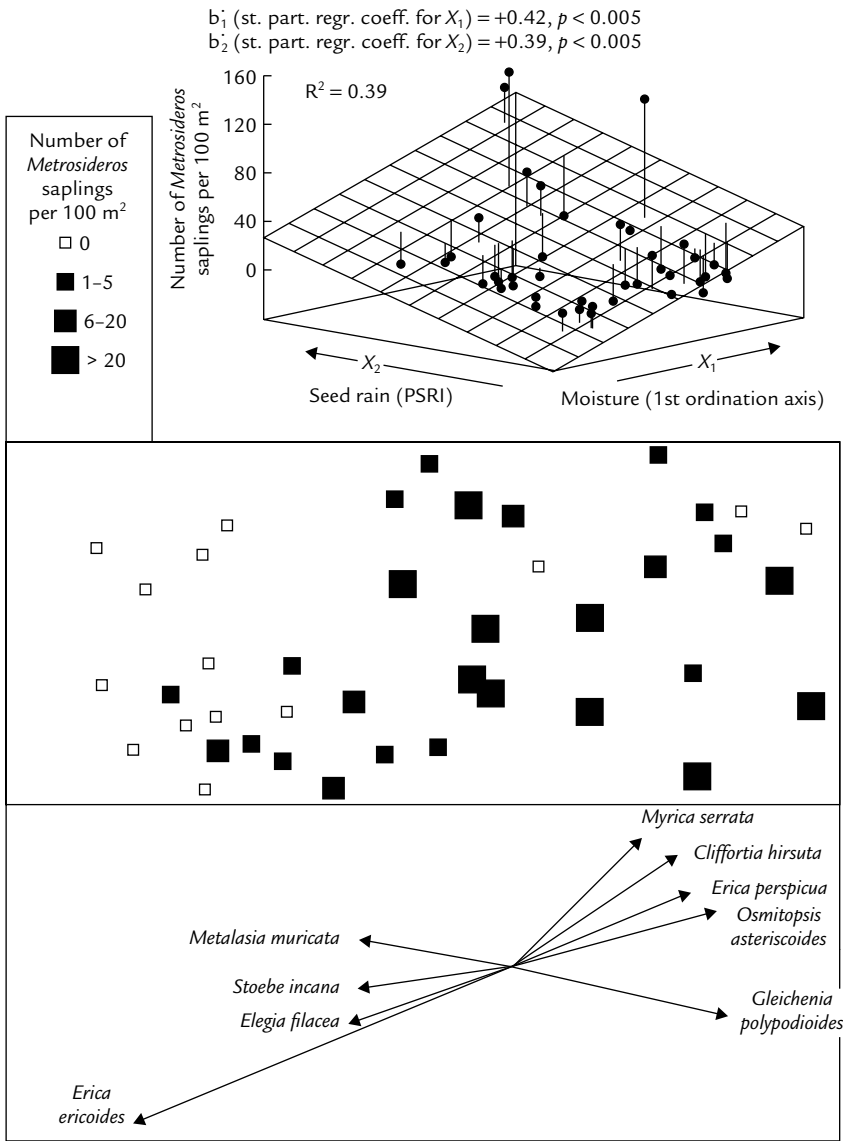 b₁˙ (st. part. regr. coeff. for X₁) = +0.42, p < 0.005
b₂˙ (st. part. regr. coeff. for X₂) = +0.39, p < 0.005
R² = 0.39
Number of Metrosideros
saplings per 100 m²
160
120
80
40
0
X₂
X₁
Seed rain (PSRI)
Moisture (1st ordination axis)
Number of
Metrosideros
saplings
per 100 m²
0
1–5
6–20
> 20
Myrica serrata
Cliffortia hirsuta
Erica perspicua
Osmitopsis
asteriscoides
Metalasia muricata
Stoebe incana
Elegia filacea
Gleichenia
polypodioides
Erica
ericoides